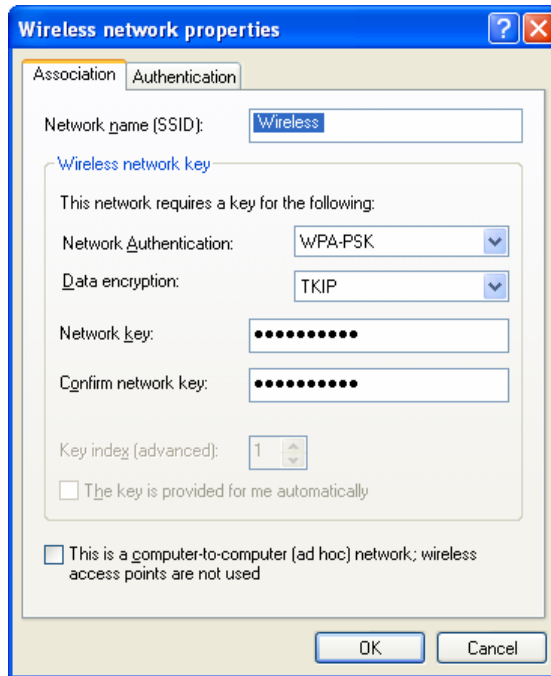 Wireless network properties
Association Authentication
Network name (SSID): Wireless
Wireless network key
This network requires a key for the following:
Network Authentication: WPA-PSK
Data encryption: TKIP
Network key: ●●●●●●●●●●
Confirm network key: ●●●●●●●●●●
Key index (advanced): 1
The key is provided for me automatically
This is a computer-to-computer (ad hoc) network; wireless
access points are not used
OK Cancel